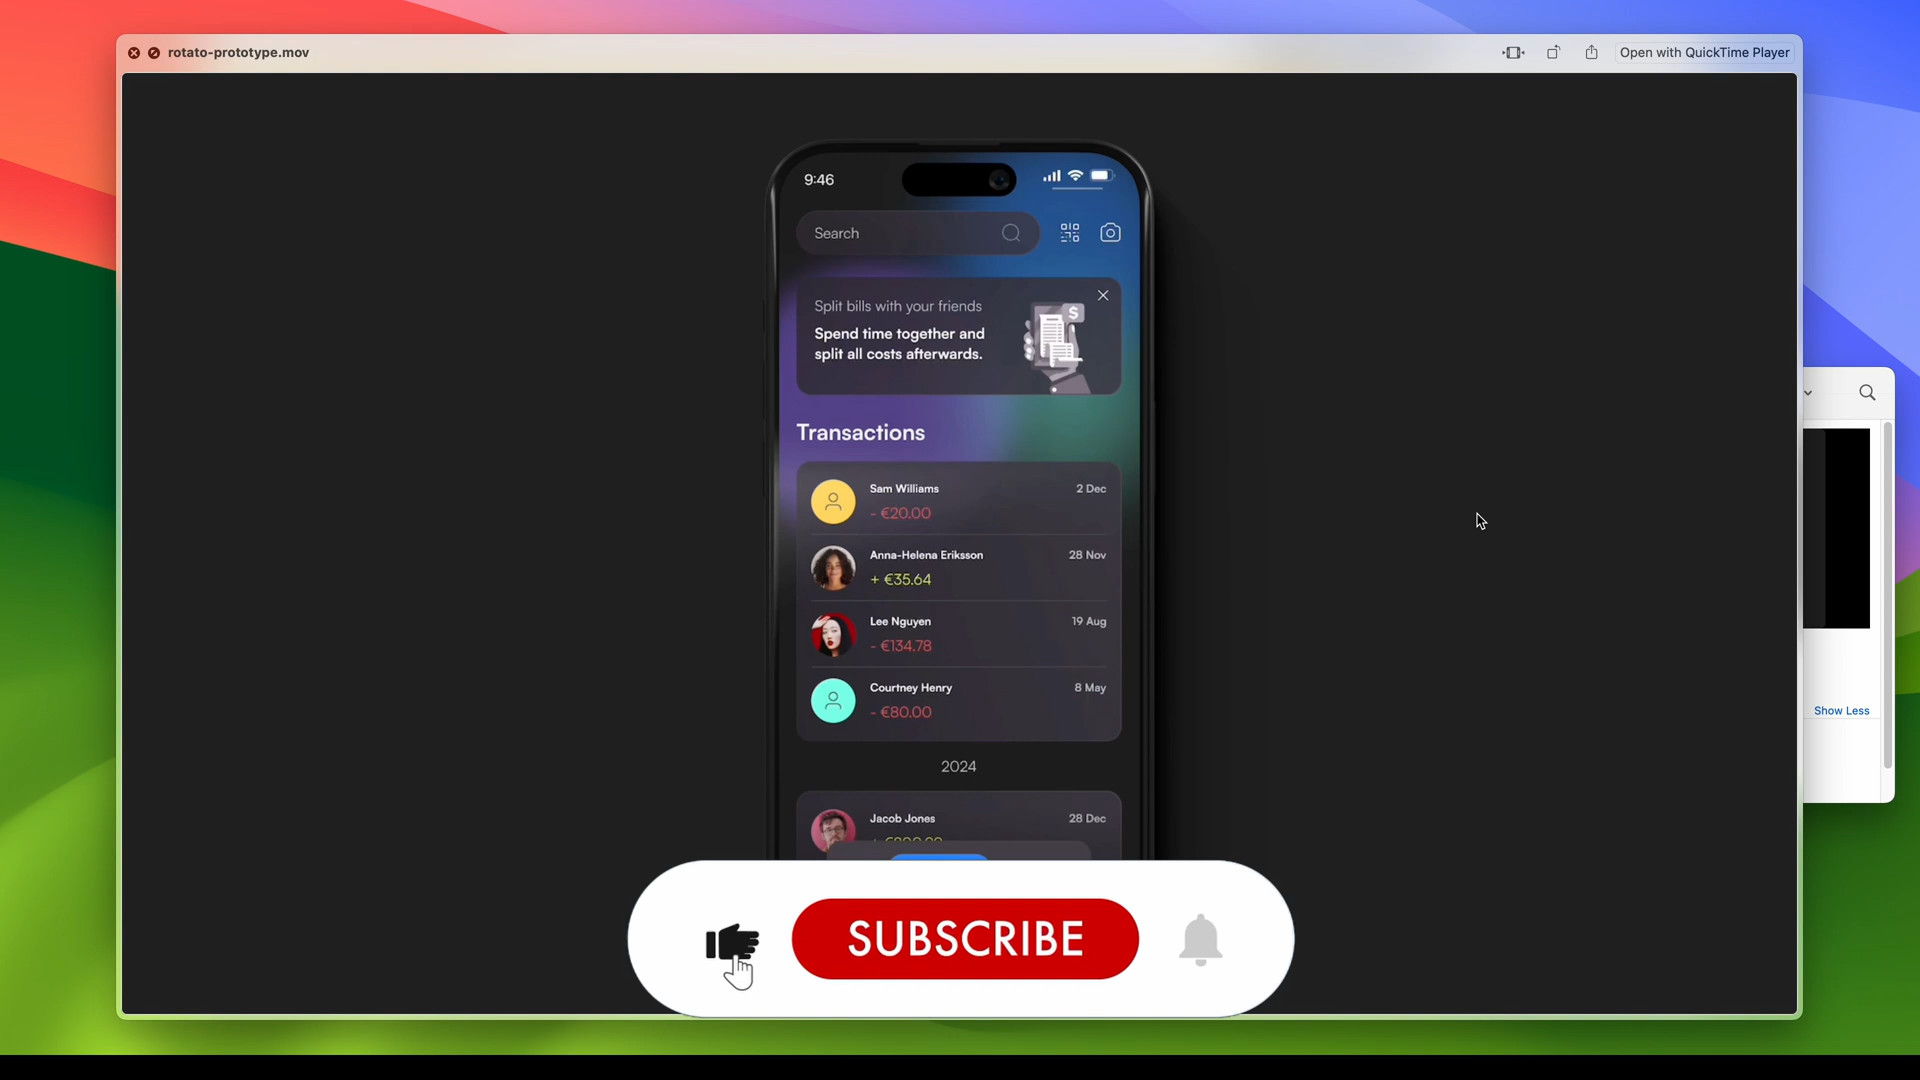 rotato-prototype.mov
Open with QuickTime Player
9:46
Search
Split bills with your friends
Spend time together and
split all costs afterwards.
$
Transactions
Sam Williams
2 Dec
- €20.00
Anna-Helena Eriksson
28 Nov
+ €35.64
Lee Nguyen
19 Aug
- €134.78
Courtney Henry
8 May
- €80.00
2024
Jacob Jones
28 Dec
Show Less
SUBSCRIBE